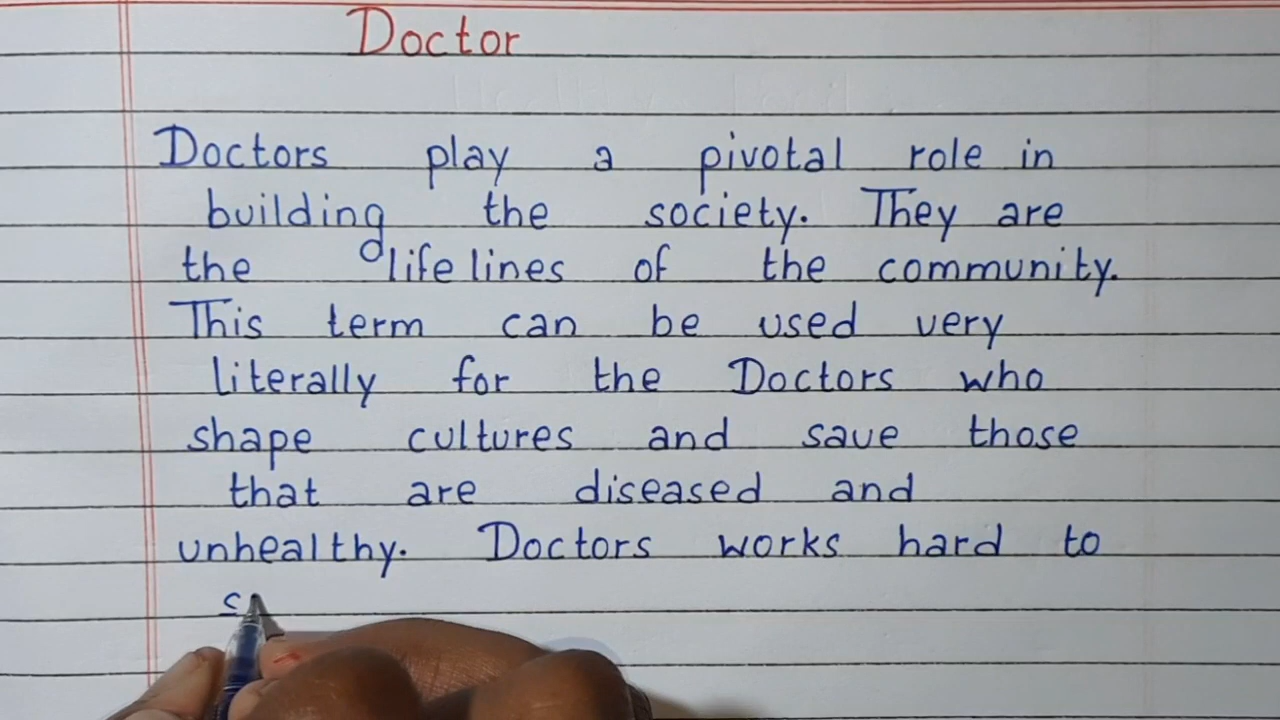 Doctor
Doctors play a pivotal role in
building the society. They are
the lifelines of the community.
This term can be used very
literally for the Doctors who
shape cultures and save those
that are diseased and
unhealthy. Doctors works hard to